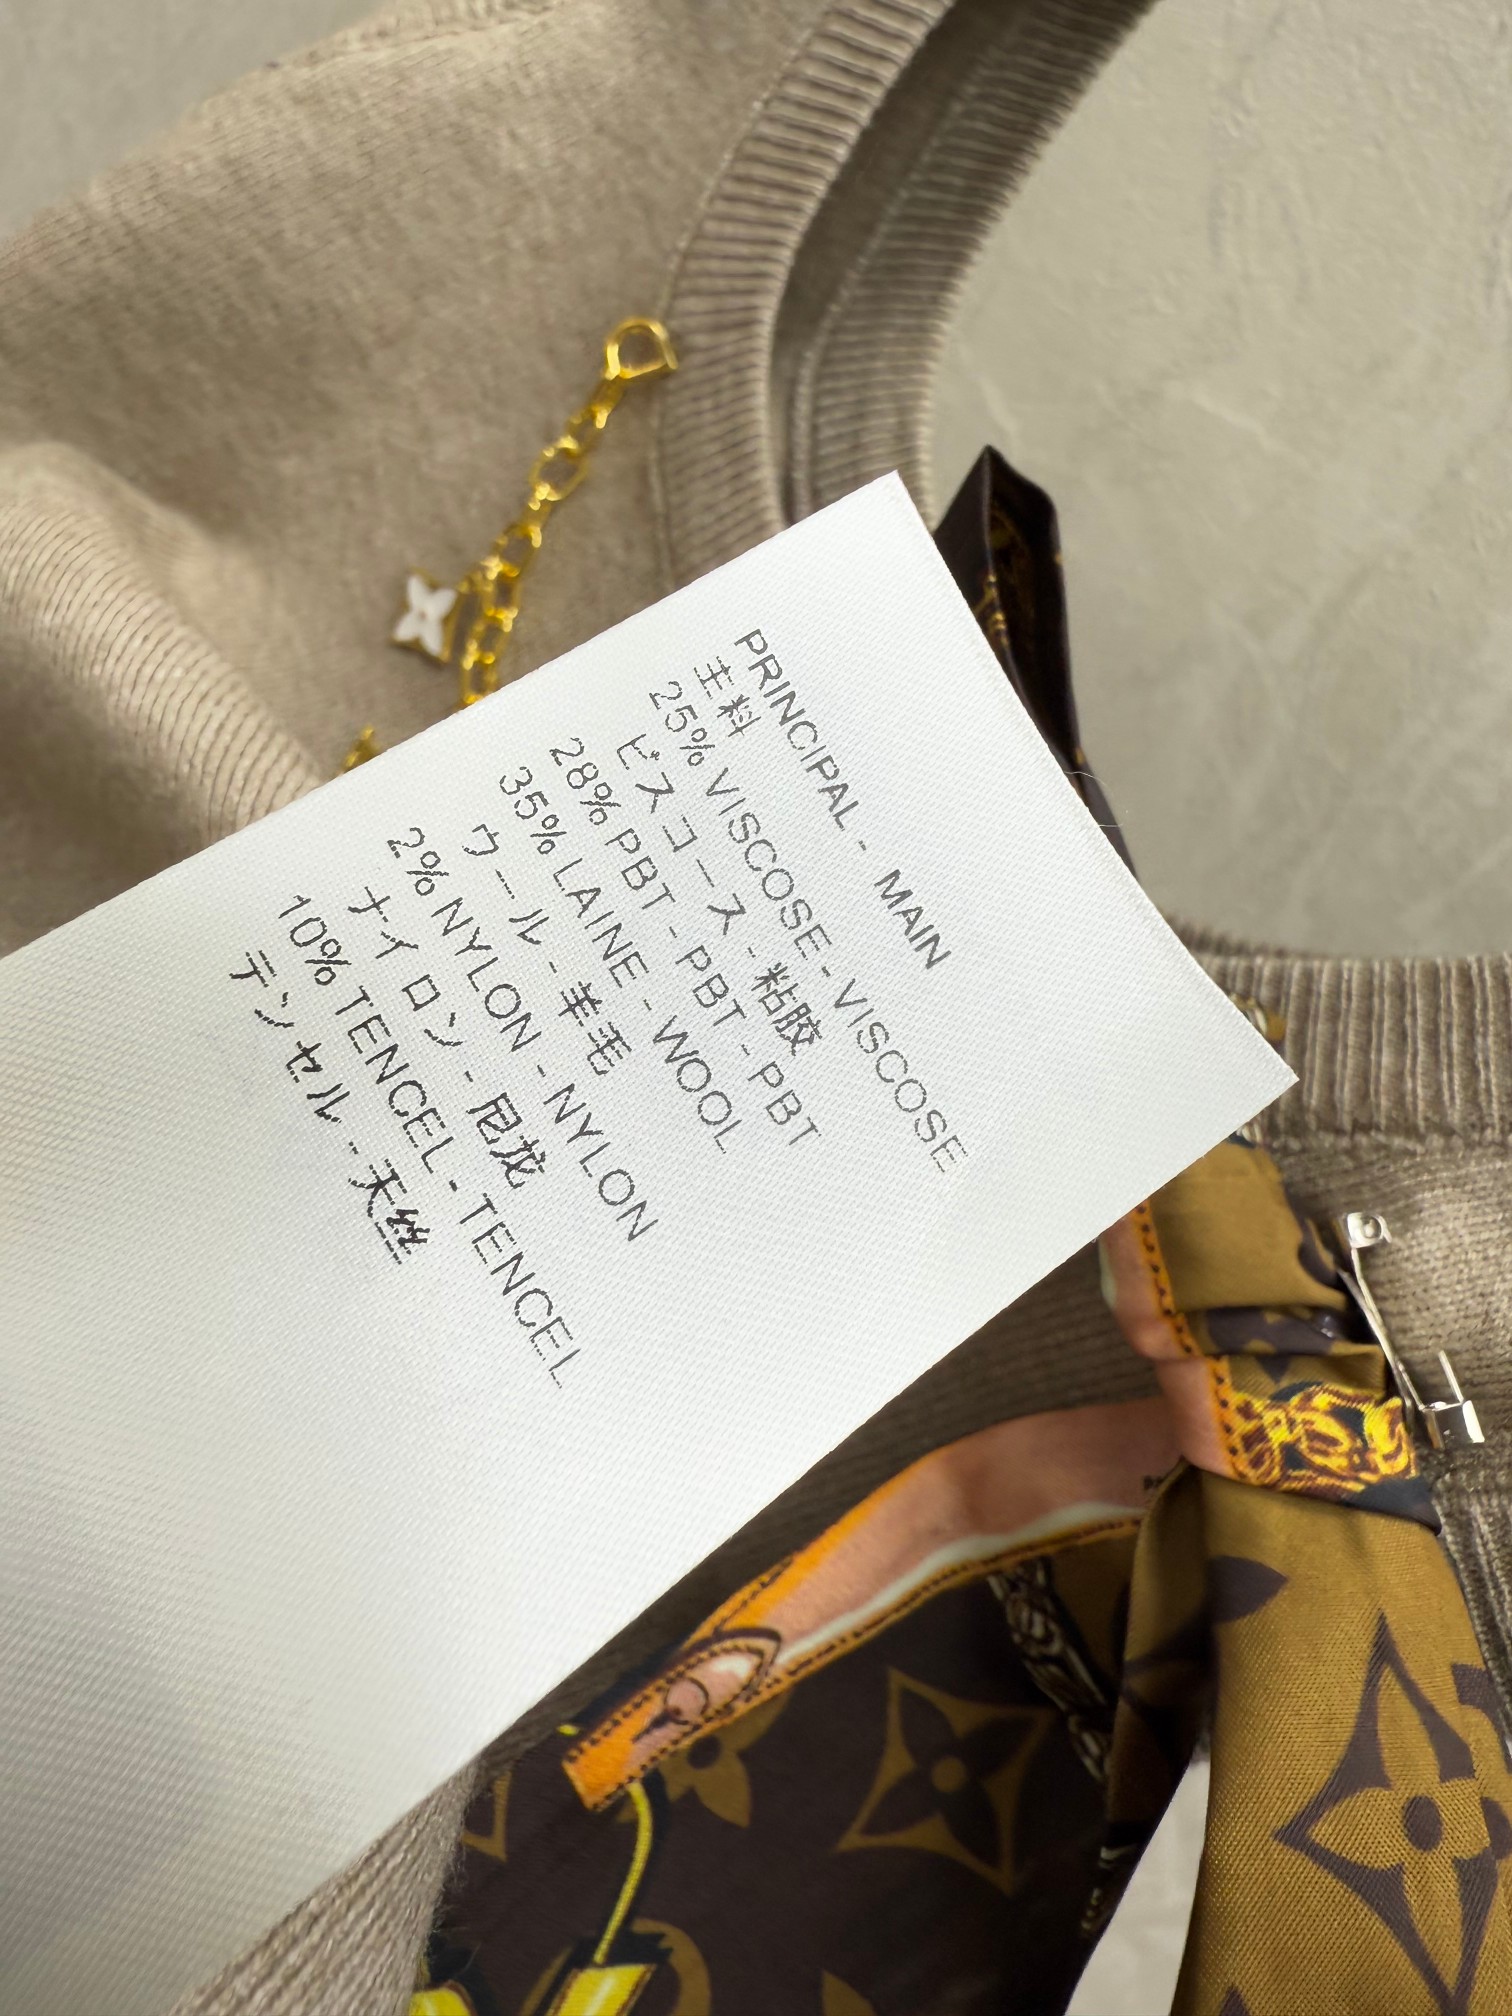 PRINCIPAL - MAIN
主料
25% VISCOSE - VISCOSE
ビスコース - 粘胶
28% PBT - PBT - PBT
35% LAINE - WOOL
ウール - 羊毛
2% NYLON - NYLON
ナイロン - 尼龙
10% TENCEL - TENCEL
テンセル - 天丝